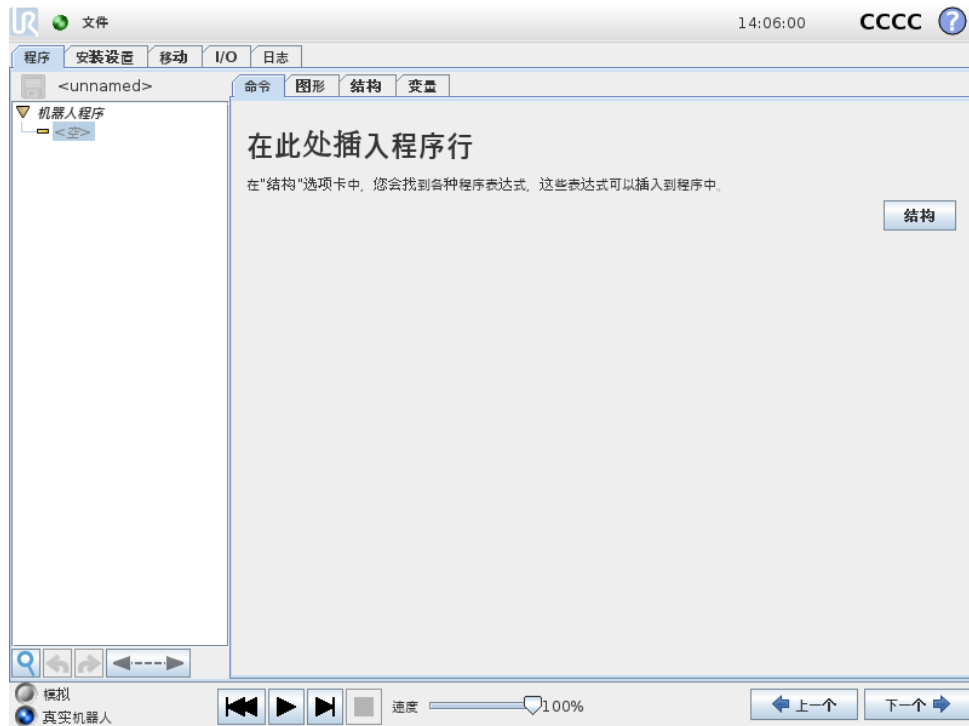 文件 14:06:00 CCCC ?
程序 安装设置 移动 I/O 日志
<unnamed> 命令 图形 结构 变量
机器人程序
<空>
在此处插入程序行
在"结构"选项卡中，您会找到各种程序表达式，这些表达式可以插入到程序中。
结构
模拟
真实机器人
速度 100% 上一个 下一个